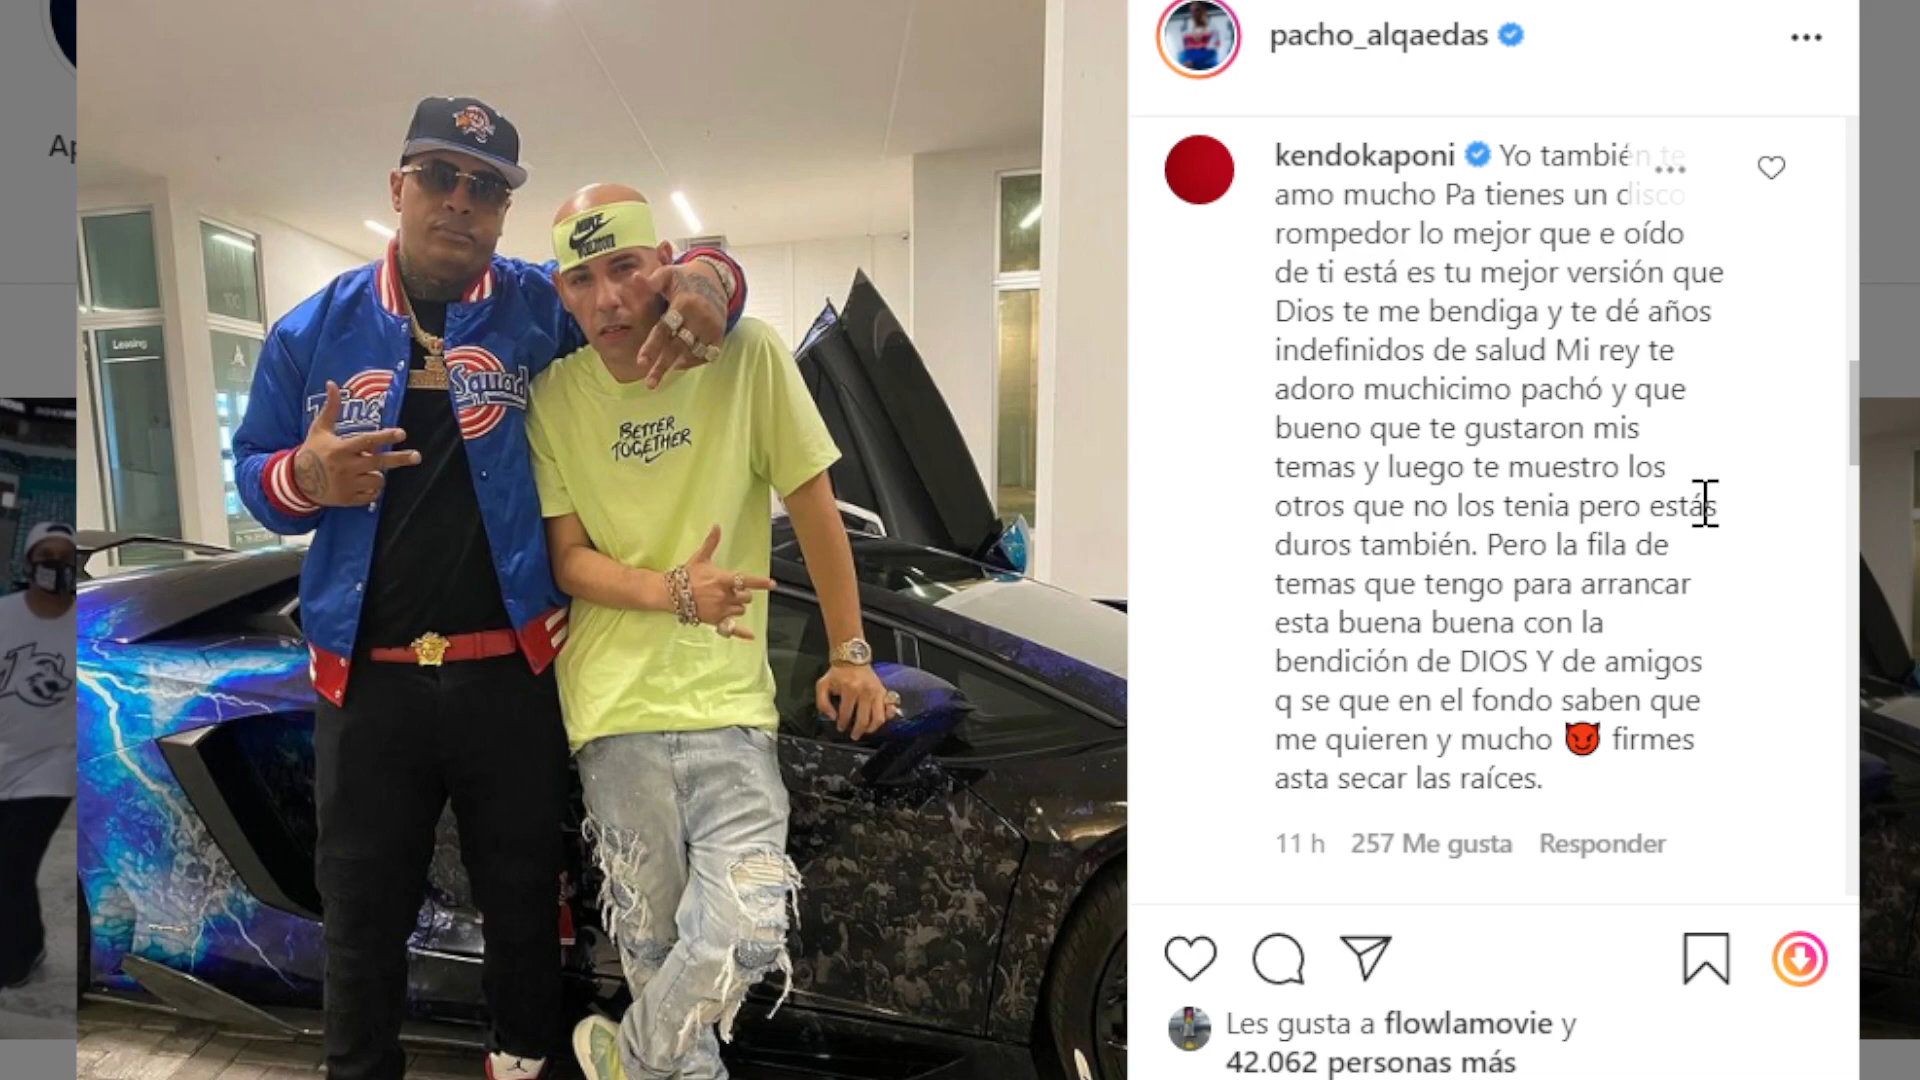 pacho_alqaedas
Ap
kendokaponi Yo también te
amo mucho Pa tienes un disco
rompedor lo mejor que e oído
de ti está es tu mejor versión que
Dios te me bendiga y te dé años
indefinidos de salud Mi rey te
adoro muchicimo pachó y que
bueno que te gustaron mis
temas y luego te muestro los
otros que no los tenia pero estás
duros también. Pero la fila de
temas que tengo para arrancar
esta buena buena con la
bendición de DIOS Y de amigos
q se que en el fondo saben que
me quieren y mucho 😈 firmes
asta secar las raíces.
11 h 257 Me gusta Responder
Les gusta a flowlamovie y
42.062 personas más
NIKE
Leasing
Tune Squad
BETTER
TOGETHER